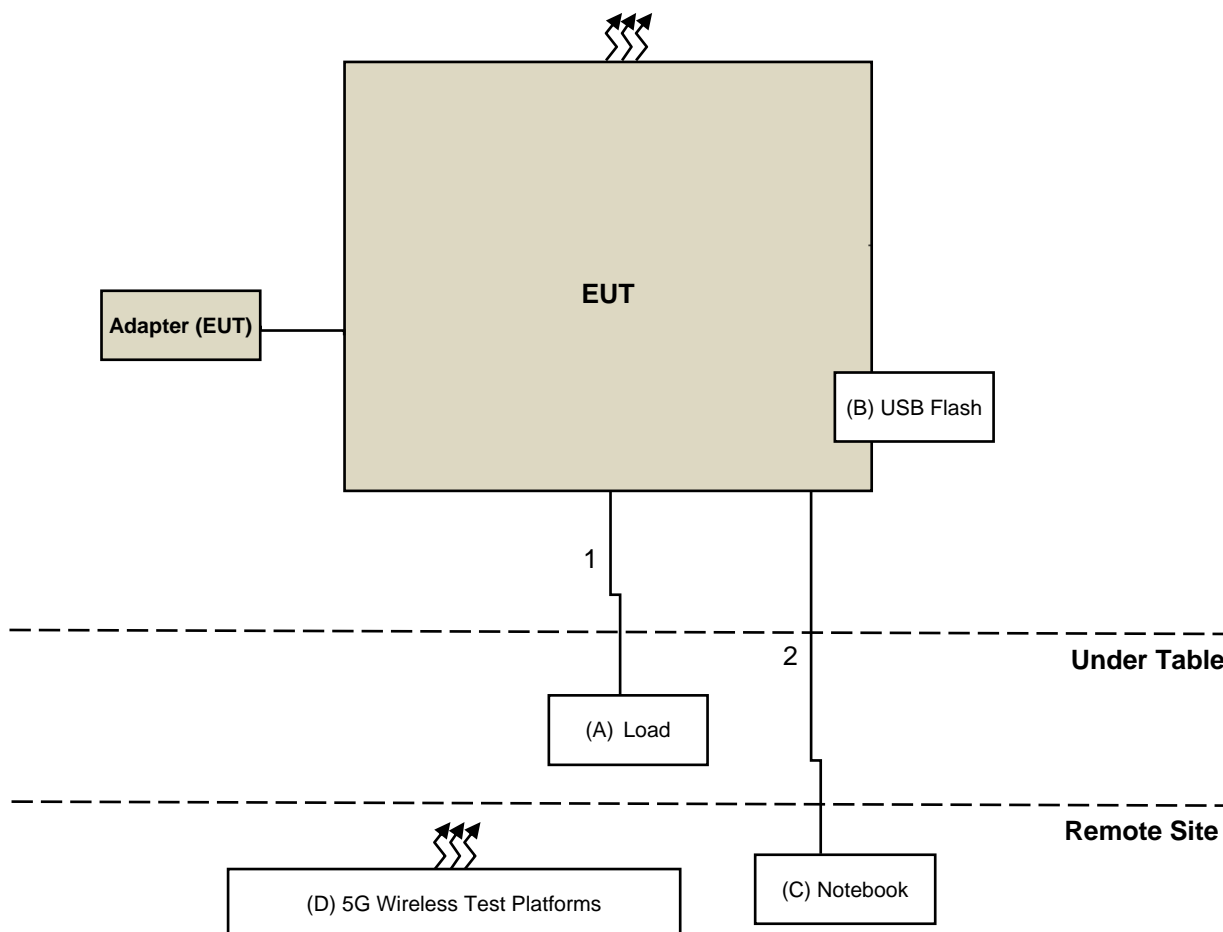 EUT
Adapter (EUT)
(B) USB Flash
1
2
Under Table
(A) Load
Remote Site
(C) Notebook
(D) 5G Wireless Test Platforms